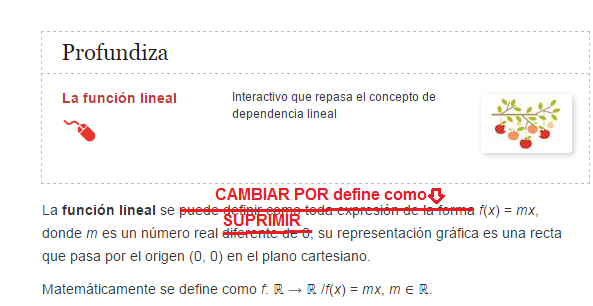 Profundiza
La función lineal
Interactivo que repasa el concepto de
dependencia lineal
CAMBIAR POR define como
La función lineal se puede definir como toda expresión de la forma f(x) = mx,
SUPRIMIR
donde m es un número real diferente de 0; su representación gráfica es una recta
que pasa por el origen (0, 0) en el plano cartesiano.
Matemáticamente se define como f: ℝ → ℝ /f(x) = mx, m ∈ ℝ.